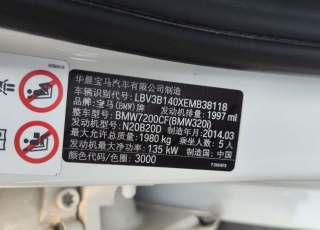 华晨宝马汽车有限公司制造
车辆识别代号: LBV3B140XEMB38118
品牌: 宝马(BMW)牌 发动机排量: 1997 ml
整车型号: BMW7200CF(BMW320i)
发动机型号: N20B20D 制造年月: 2014.03
最大允许总质量: 1980 kg 乘坐人数: 5 人
发动机最大净功率: 135 kW 制造国: 中国
颜色代码/色圈: 3000